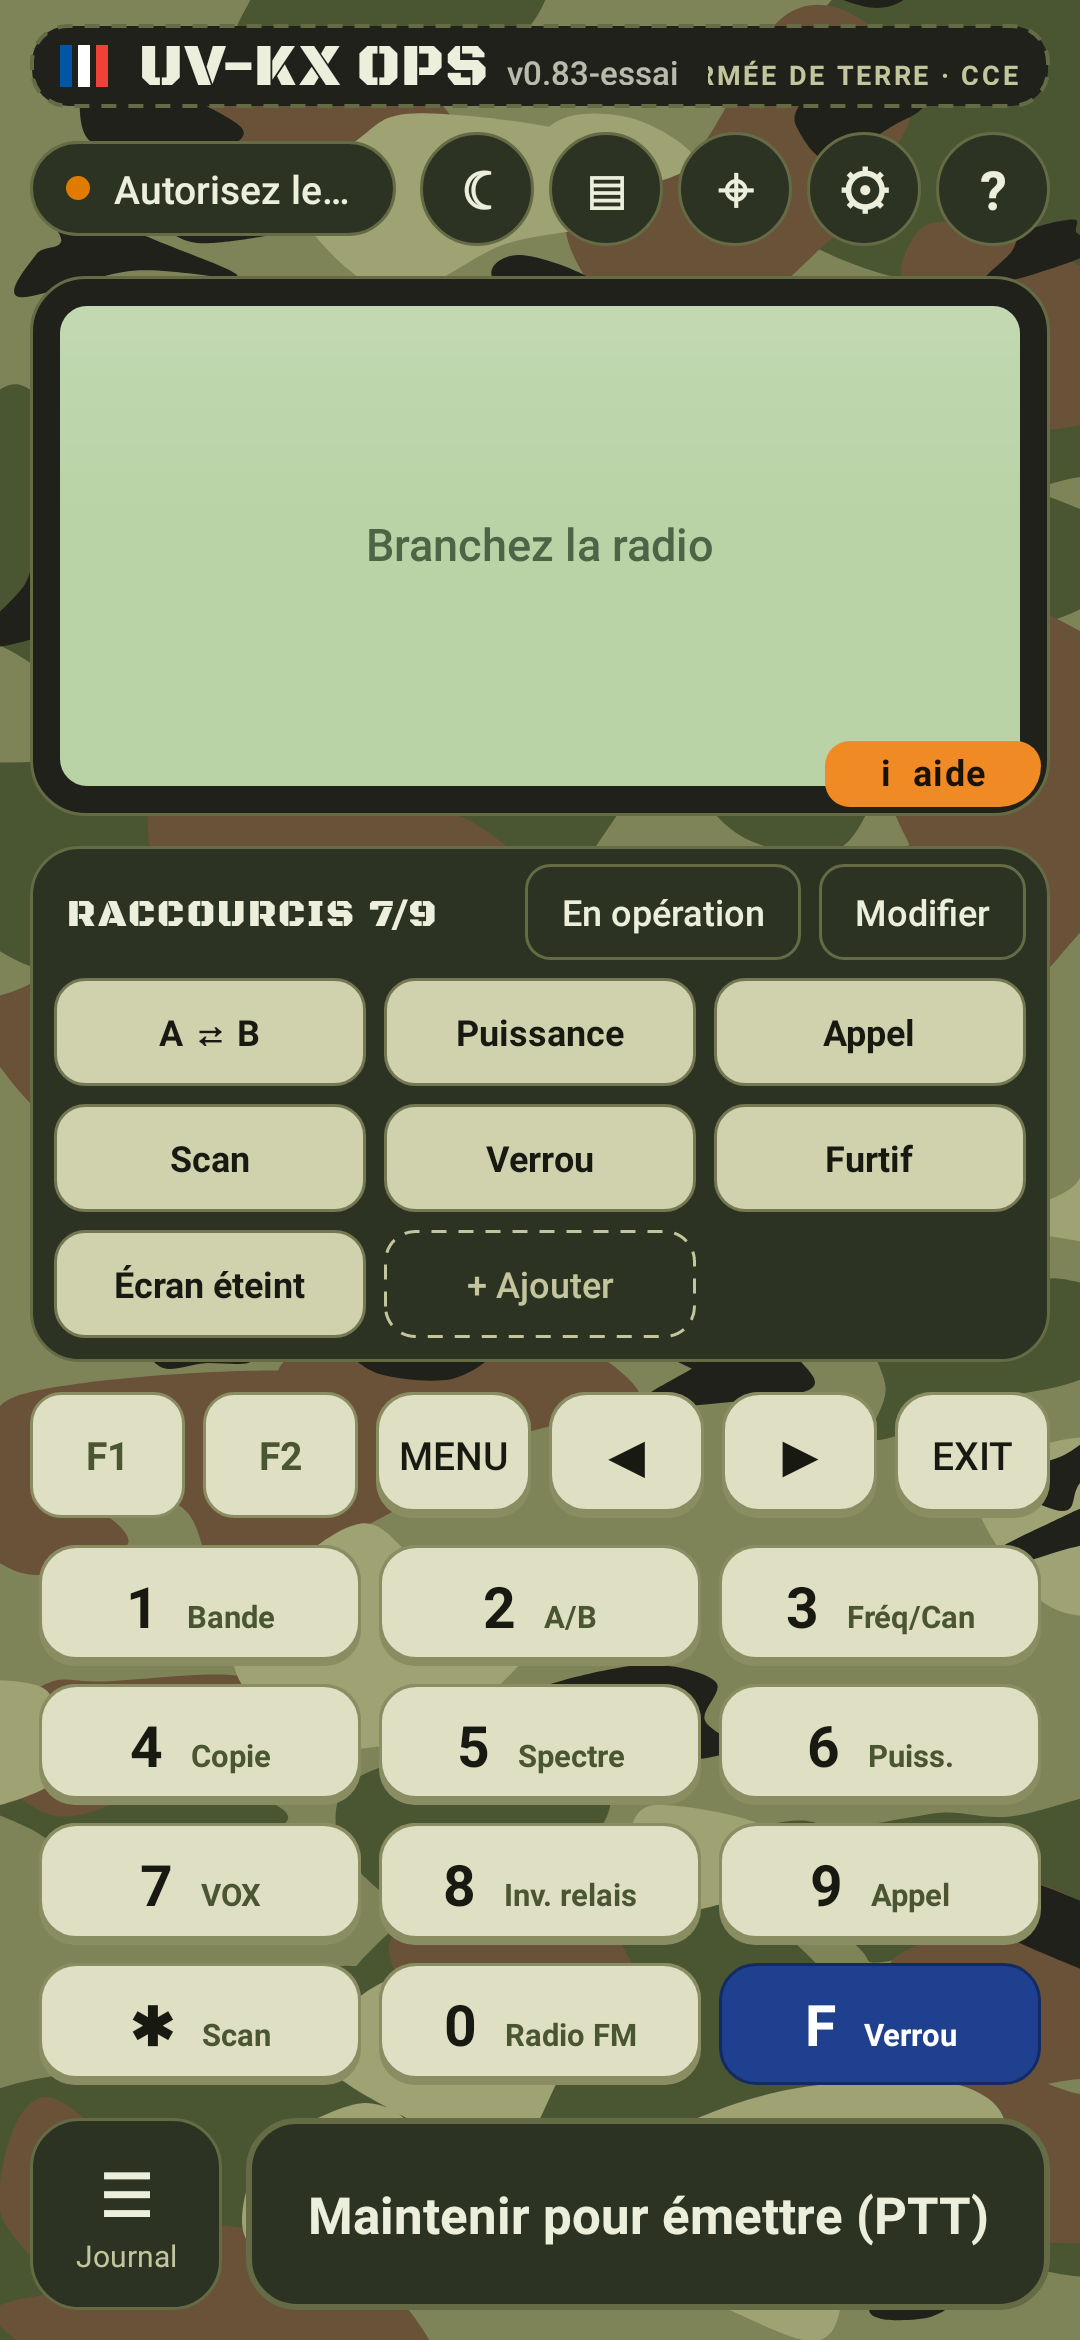 UV-KX OPS v0.83-essai RMÉE DE TERRE · CCE
Autorisez le… ?
Branchez la radio
i aide
RACCOURCIS 7/9 En opération Modifier
A ⇄ B Puissance Appel
Scan Verrou Furtif
Écran éteint + Ajouter
F1 F2 MENU ◀ ▶ EXIT
1 Bande 2 A/B 3 Fréq/Can
4 Copie 5 Spectre 6 Puiss.
7 VOX 8 Inv. relais 9 Appel
✱ Scan 0 Radio FM F Verrou
Journal Maintenir pour émettre (PTT)